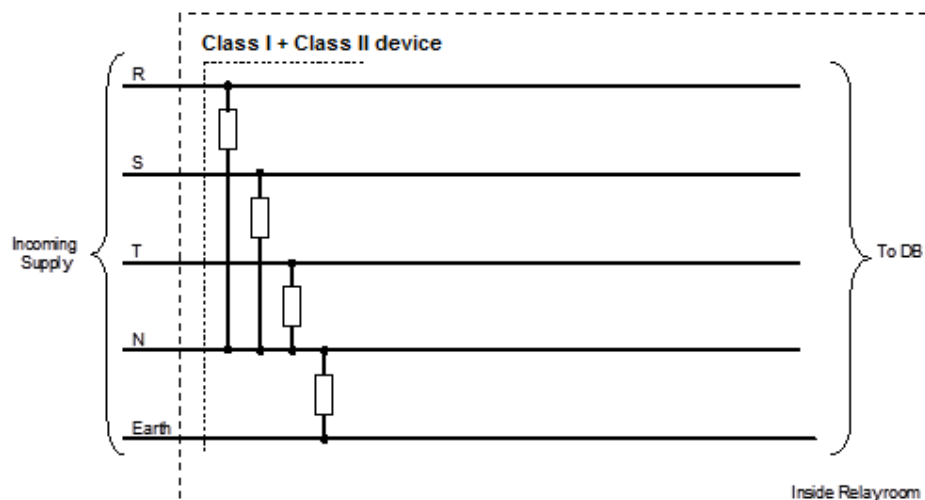 Class I + Class II device
R
S
T
N
Earth
Incoming
Supply
To DB
Inside Relayroom